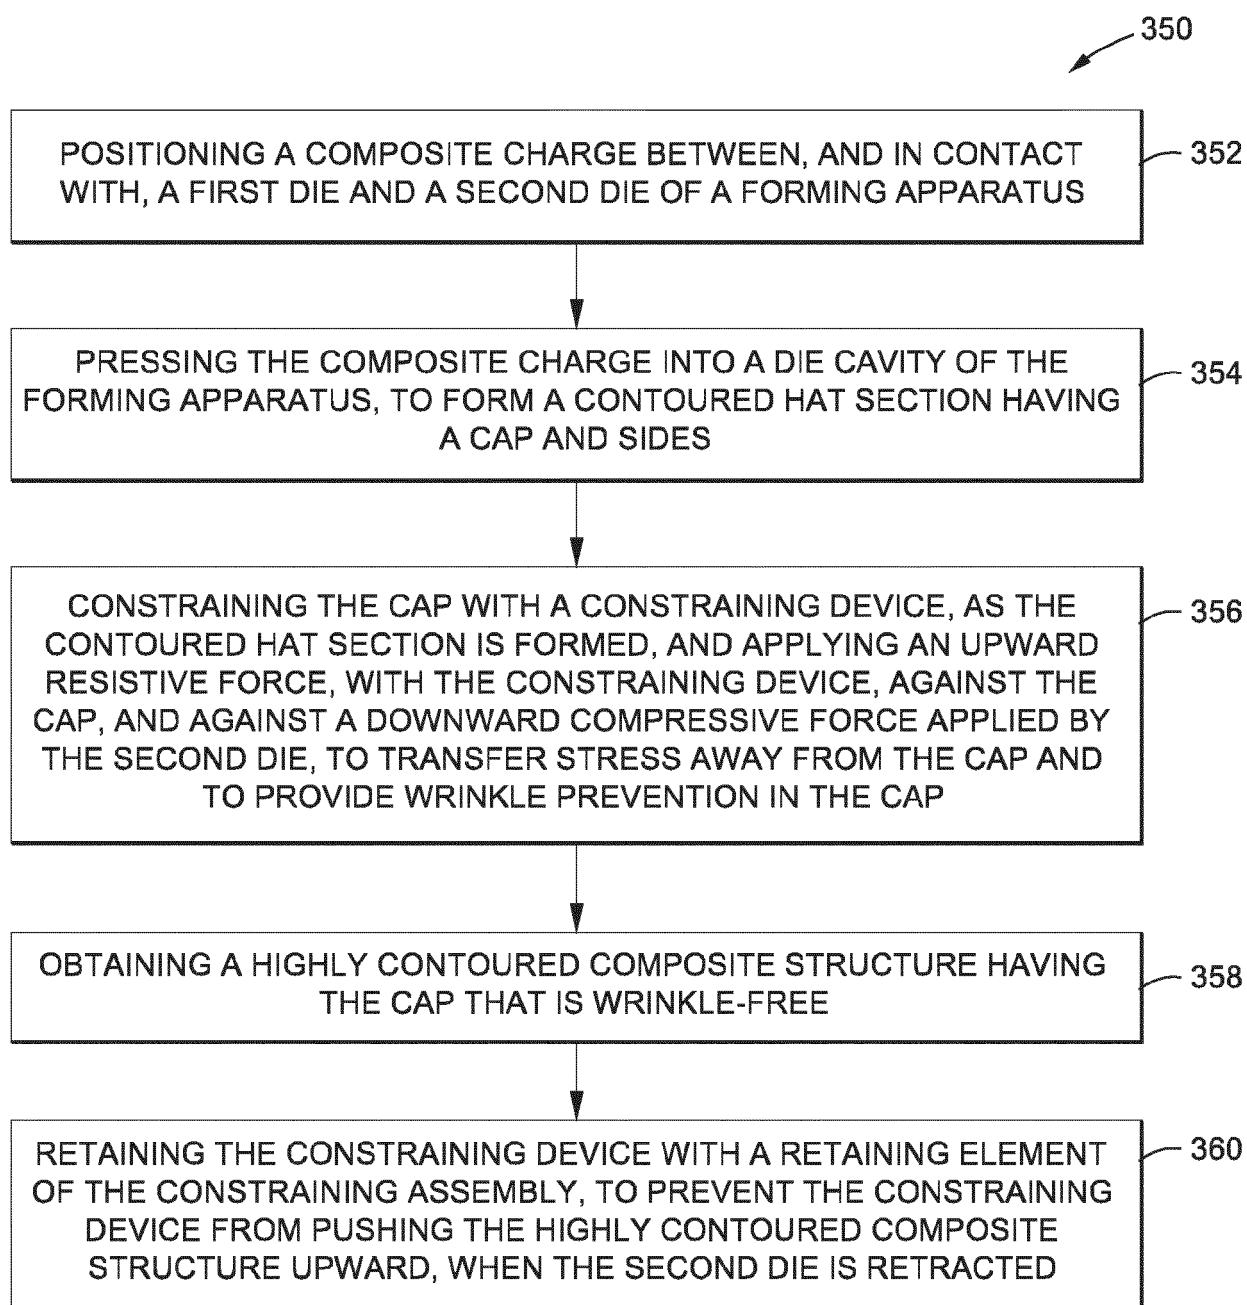 350
POSITIONING A COMPOSITE CHARGE BETWEEN, AND IN CONTACT
WITH, A FIRST DIE AND A SECOND DIE OF A FORMING APPARATUS
352
PRESSING THE COMPOSITE CHARGE INTO A DIE CAVITY OF THE
FORMING APPARATUS, TO FORM A CONTOURED HAT SECTION HAVING
A CAP AND SIDES
354
CONSTRAINING THE CAP WITH A CONSTRAINING DEVICE, AS THE
CONTOURED HAT SECTION IS FORMED, AND APPLYING AN UPWARD
RESISTIVE FORCE, WITH THE CONSTRAINING DEVICE, AGAINST THE
CAP, AND AGAINST A DOWNWARD COMPRESSIVE FORCE APPLIED BY
THE SECOND DIE, TO TRANSFER STRESS AWAY FROM THE CAP AND
TO PROVIDE WRINKLE PREVENTION IN THE CAP
356
OBTAINING A HIGHLY CONTOURED COMPOSITE STRUCTURE HAVING
THE CAP THAT IS WRINKLE-FREE
358
RETAINING THE CONSTRAINING DEVICE WITH A RETAINING ELEMENT
OF THE CONSTRAINING ASSEMBLY, TO PREVENT THE CONSTRAINING
DEVICE FROM PUSHING THE HIGHLY CONTOURED COMPOSITE
STRUCTURE UPWARD, WHEN THE SECOND DIE IS RETRACTED
360